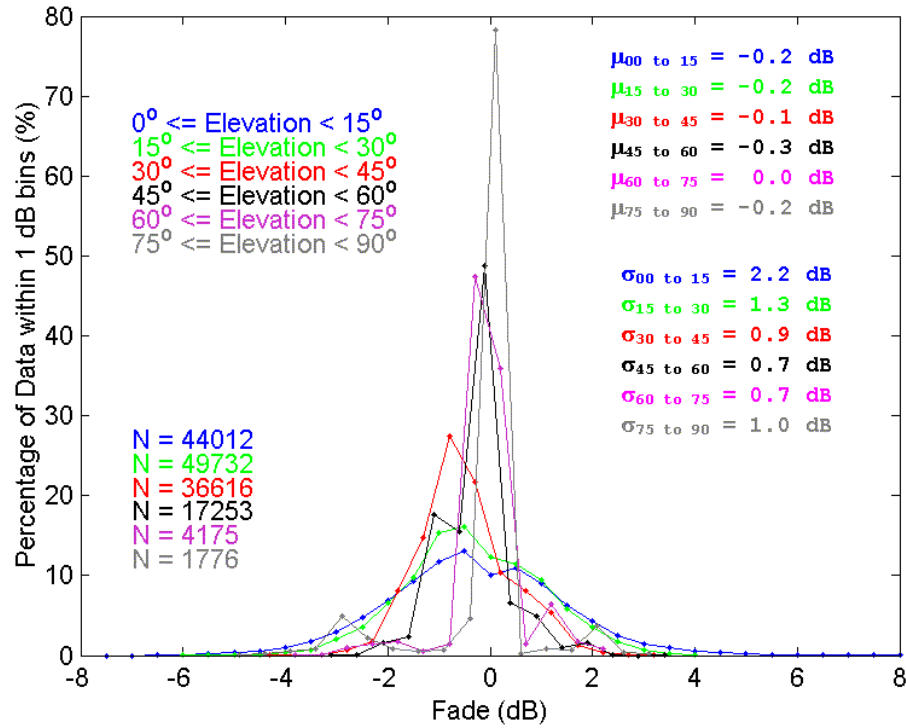 80
70
60
50
40
30
20
10
0
Percentage of Data within 1 dB bins (%)
0° <= Elevation < 15°
15° <= Elevation < 30°
30° <= Elevation < 45°
45° <= Elevation < 60°
60° <= Elevation < 75°
75° <= Elevation < 90°
μ00 to 15 = -0.2 dB
μ15 to 30 = -0.2 dB
μ30 to 45 = -0.1 dB
μ45 to 60 = -0.3 dB
μ60 to 75 = 0.0 dB
μ75 to 90 = -0.2 dB
σ00 to 15 = 2.2 dB
σ15 to 30 = 1.3 dB
σ30 to 45 = 0.9 dB
σ45 to 60 = 0.7 dB
σ60 to 75 = 0.7 dB
σ75 to 90 = 1.0 dB
N = 44012
N = 49732
N = 36616
N = 17253
N = 4175
N = 1776
-8 -6 -4 -2 0 2 4 6 8
Fade (dB)